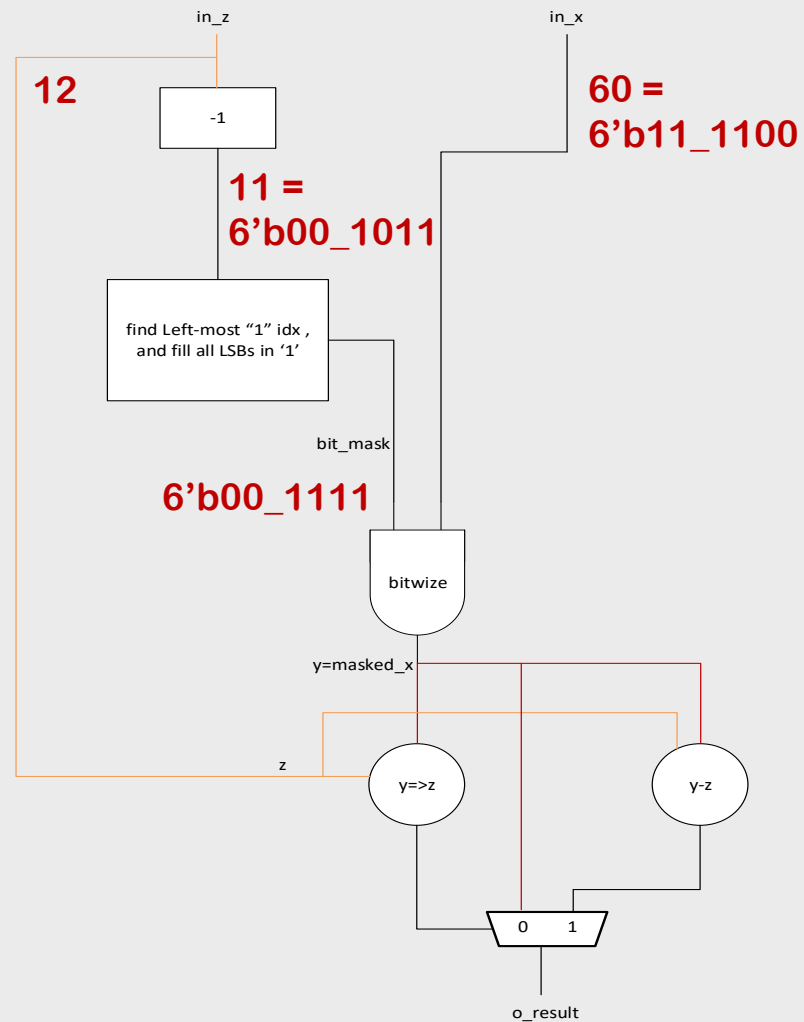 in_z
in_x
12
-1
60 =
6'b11_1100
11 =
6'b00_1011
find Left-most “1” idx ,
and fill all LSBs in ‘1’
bit_mask
6'b00_1111
bitwize
y=masked_x
z
y=>z
y-z
0 1
o_result